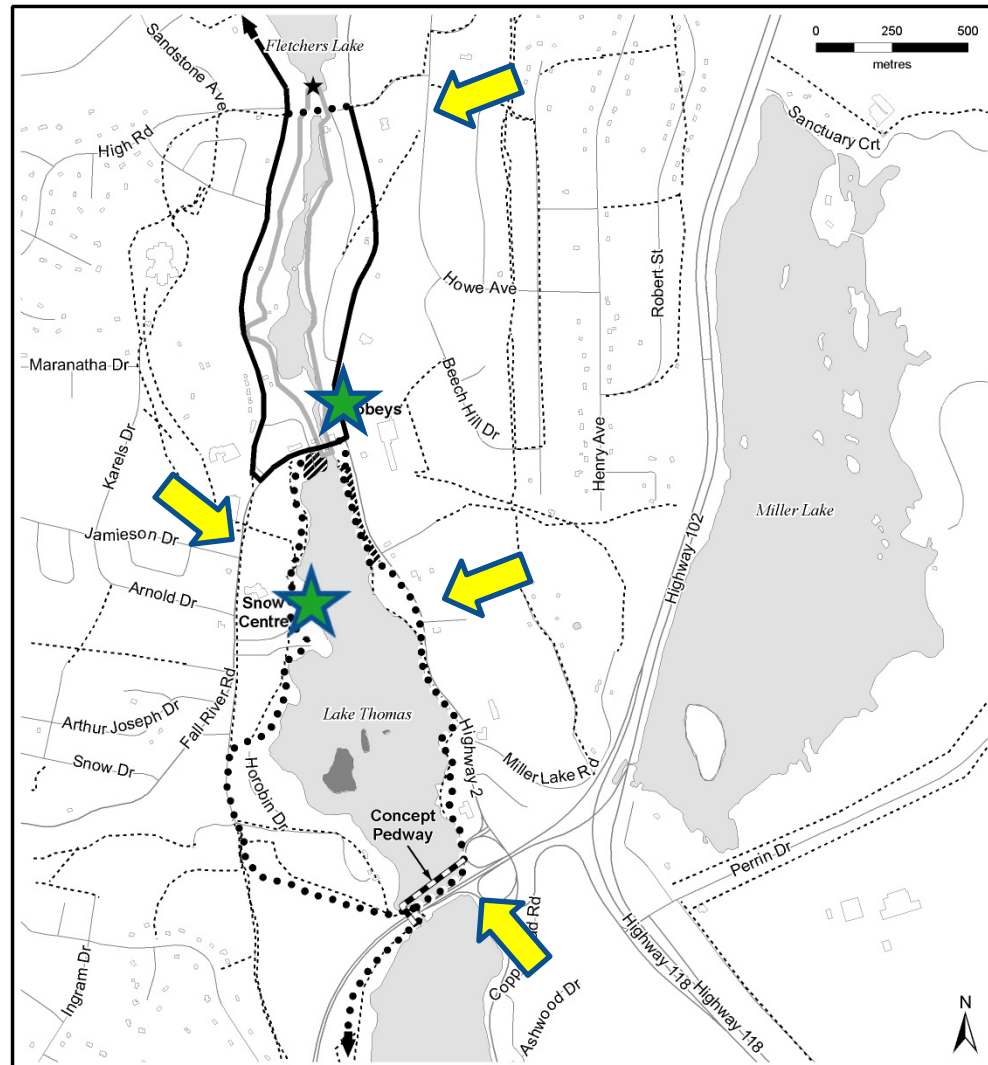 Fletchers Lake
0 250 500
metres
Sandstone Ave
High Rd
Sanctuary Crt
Howe Ave
Robert St
Maranatha Dr
Beech Hill Dr
obeys
Karels Dr
Henry Ave
Miller Lake
Highway 102
Jamieson Dr
Arnold Dr
Snow
Centre
Lake Thomas
Fall River Rd
Arthur Joseph Dr
Snow Dr
Horobin Dr
Highway 2
Miller Lake Rd
Concept
Pedway
Perrin Dr
Rd
Ingram Dr
Ashwood Dr
Highway 118
Highway 118
N